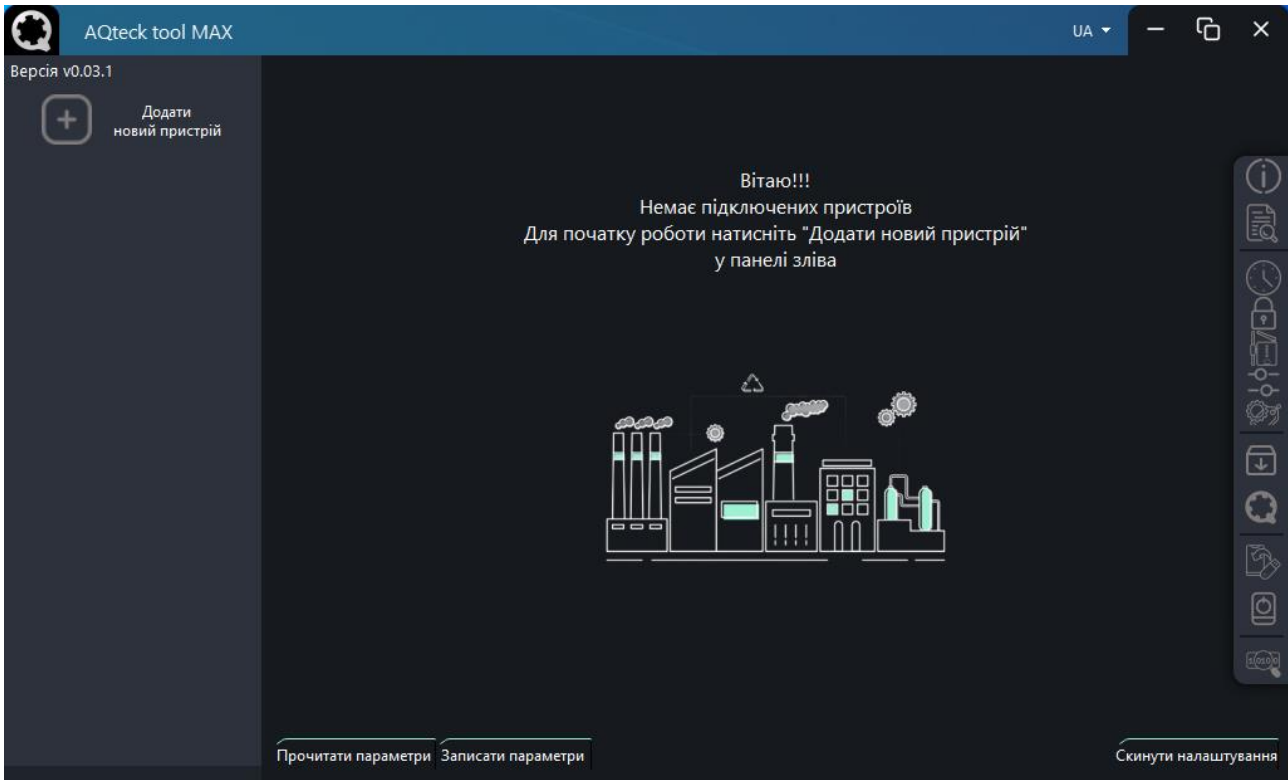 AQteck tool MAX
UA
Версія v0.03.1
Додати
новий пристрій
Вітаю!!!
Немає підключених пристроїв
Для початку роботи натисніть "Додати новий пристрій"
у панелі зліва
Прочитати параметри
Записати параметри
Скинути налаштування